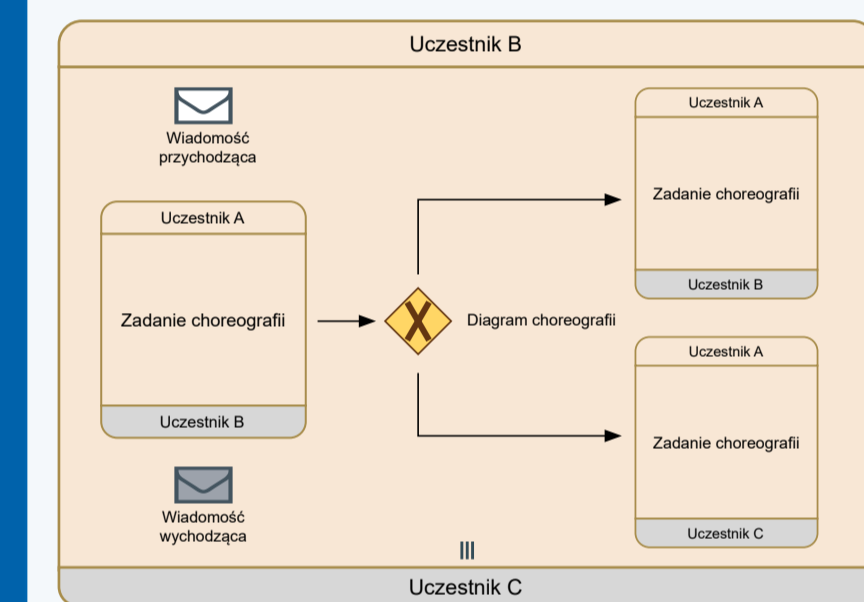 Uczestnik B
Wiadomość
przychodząca
Uczestnik A
Zadanie choreografii
Uczestnik B
Wiadomość
wychodząca
Diagram choreografii
Uczestnik A
Zadanie choreografii
Uczestnik B
Uczestnik A
Zadanie choreografii
Uczestnik C
Uczestnik C